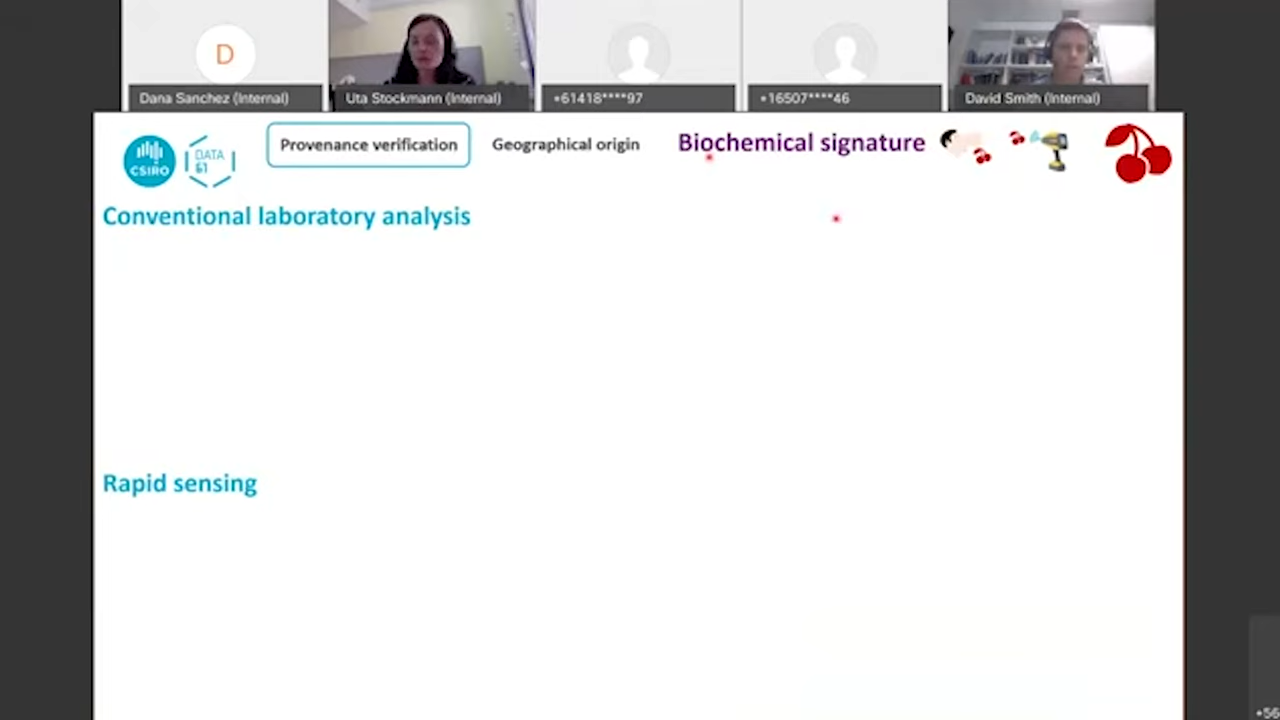 D
Dana Sanchez (Internal)
Uta Stockmann (Internal)
+61418****97
+16507****46
David Smith (Internal)
CSIRO
DATA
61
Provenance verification
Geographical origin
Biochemical signature
Conventional laboratory analysis
Rapid sensing
+56